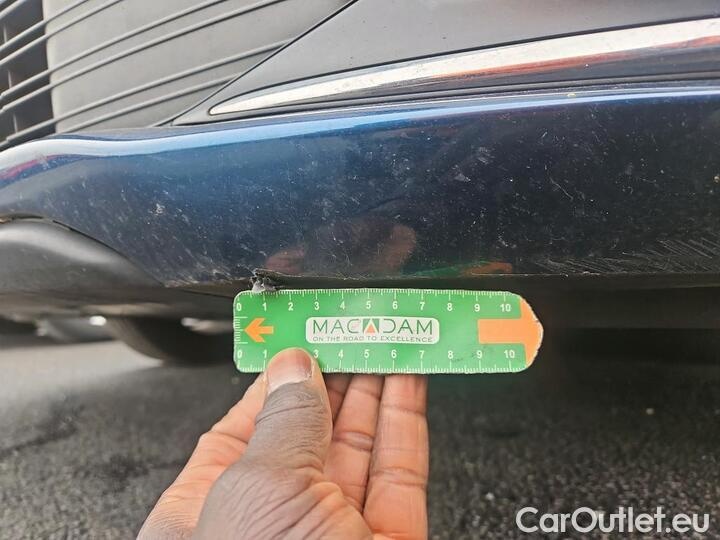 0 1 2 3 4 5 6 7 8 9 10
MACADAM
ON THE ROAD TO EXCELLENCE
0 1 3 4 5 6 7 8 9 10
CarOutlet.eu